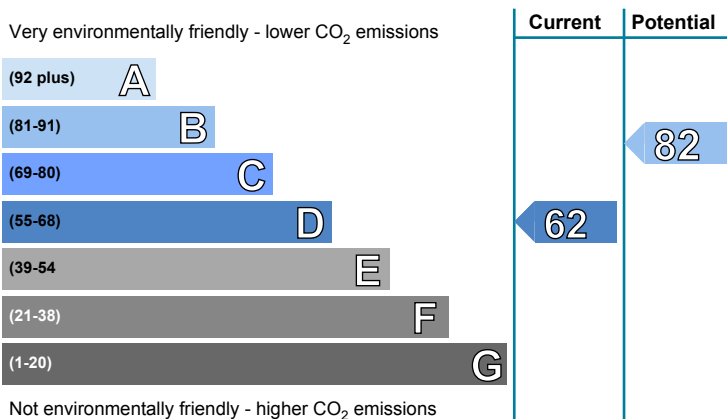 Current Potential
Very environmentally friendly - lower CO2 emissions
(92 plus) A
(81-91) B
82
(69-80) C
(55-68) D 62
(39-54 E
(21-38) F
(1-20) G
Not environmentally friendly - higher CO2 emissions